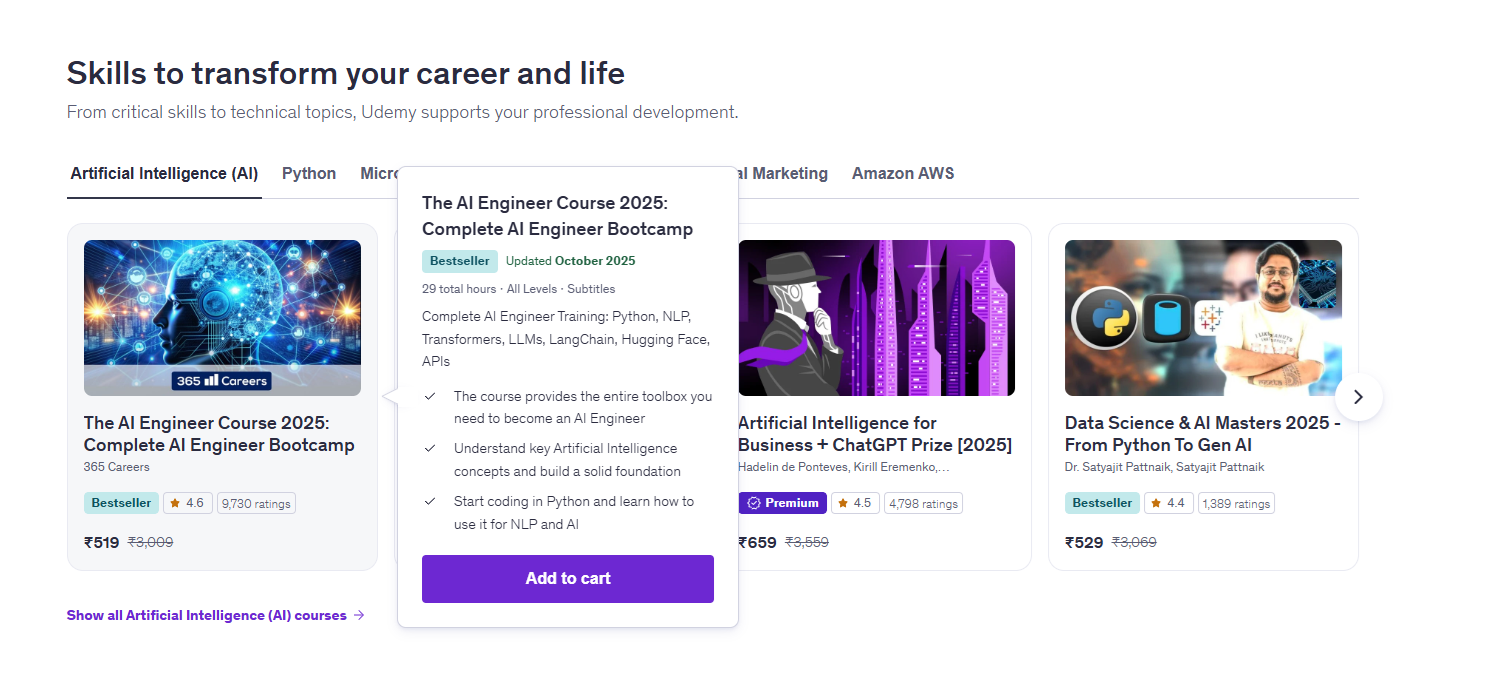 Skills to transform your career and life
From critical skills to technical topics, Udemy supports your professional development.
Artificial Intelligence (AI) Python Marketing Amazon AWS
365 Careers
The AI Engineer Course 2025:
Complete AI Engineer Bootcamp
365 Careers
Bestseller 4.6 9,730 ratings
₹519 ₹3,009
The AI Engineer Course 2025:
Complete AI Engineer Bootcamp
Bestseller Updated October 2025
29 total hours · All Levels · Subtitles
Complete AI Engineer Training: Python, NLP,
Transformers, LLMs, LangChain, Hugging Face,
APIs
The course provides the entire toolbox you
need to become an AI Engineer
Understand key Artificial Intelligence
concepts and build a solid foundation
Start coding in Python and learn how to
use it for NLP and AI
Add to cart
Artificial Intelligence for
Business + ChatGPT Prize [2025]
Hadelin de Ponteves, Kirill Eremenko,…
Premium 4.5 4,798 ratings
₹659 ₹3,559
Data Science & AI Masters 2025 -
From Python To Gen AI
Dr. Satyajit Pattnaik, Satyajit Pattnaik
Bestseller 4.4 1,389 ratings
₹529 ₹3,069
Show all Artificial Intelligence (AI) courses →